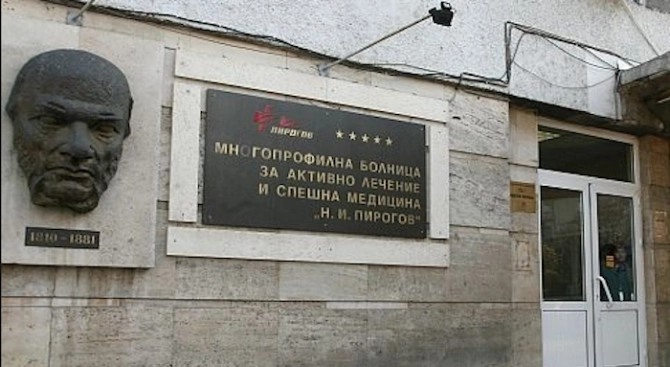 1810-1881
ПИРОГОВ
МНОГОПРОФИЛНА БОЛНИЦА
ЗА АКТИВНО ЛЕЧЕНИЕ
И СПЕШНА МЕДИЦИНА
„Н. И. ПИРОГОВ“